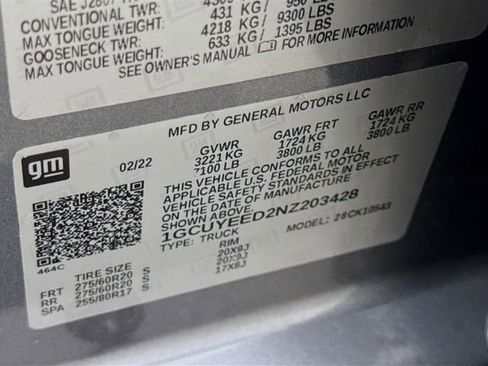 SAE J2807
CONVENTIONAL TWR:
MAX TONGUE WEIGHT: 431 KG / 950 LBS
GOOSENECK TWR: 4218 KG / 9300 LBS
MAX TONGUE WEIGHT: 633 KG / 1395 LBS
SEE OWNER'S MANUAL
gm
MFD BY GENERAL MOTORS LLC
02/22 GVWR GAWR FRT GAWR RR
3221 KG 1724 KG 1724 KG
7100 LB 3800 LB 3800 LB
THIS VEHICLE CONFORMS TO ALL
APPLICABLE U.S. FEDERAL MOTOR
VEHICLE SAFETY STANDARDS IN EFFECT
ON THE DATE OF MANUFACTURE
SHOWN ABOVE.
1GCUYEED2NZ203428
TYPE: TRUCK MODEL: 28CK10543
464C
TIRE SIZE RIM
FRT 275/60R20 S 20X9J
RR 275/60R20 S 20X9J
SPA 255/80R17 S 17X8J